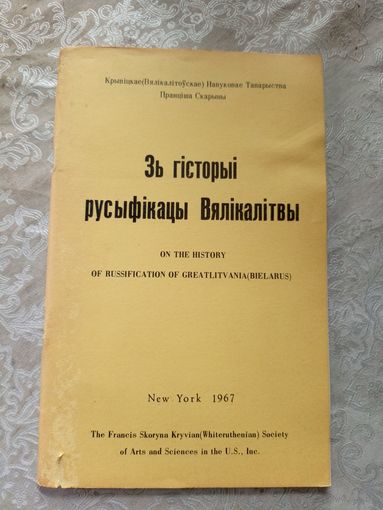 Крывіцкае(Вялікалітоўскае) Навуковае Таварыства
Пранціша Скарыны
Зь гісторыі
русыфікацы Вялікалітвы
ON THE HISTORY
OF RUSSIFICATION OF GREATLITVANIA(BIELARUS)
New York 1967
The Francis Skoryna Kryvian(Whiteruthenian) Society
of Arts and Sciences in the U.S., Inc.